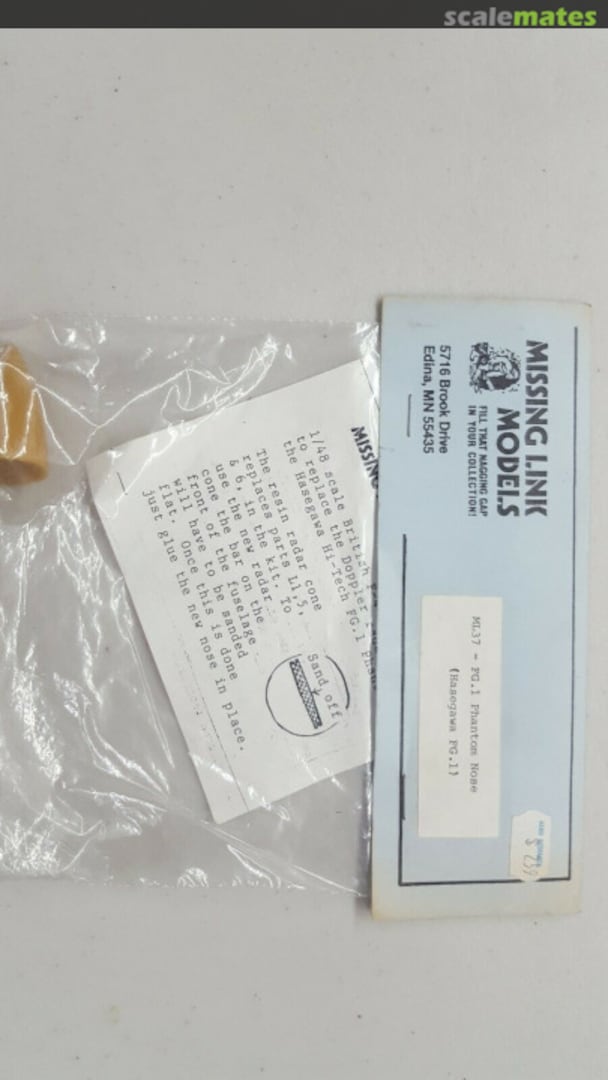 scalemates
MISSING LINK
MODELS
FILL THAT NAGGING GAP
IN YOUR COLLECTION!
5716 Brook Drive
Edina, MN 55435
ML37 - FG.1 Phantom Nose
(Hasegawa FG.1)
$ 2.59
MISSING
1/48 scale British
to replace the Doppler
the Hasegawa Hi-Tech FG.1
The resin radar cone
replaces parts L1,5,
& 6, in the kit. To
use the bar on the
cone the new radar
front of the fuselage
will have to be sanded
flat. Once this is done
just glue the new nose in place.
Sand off